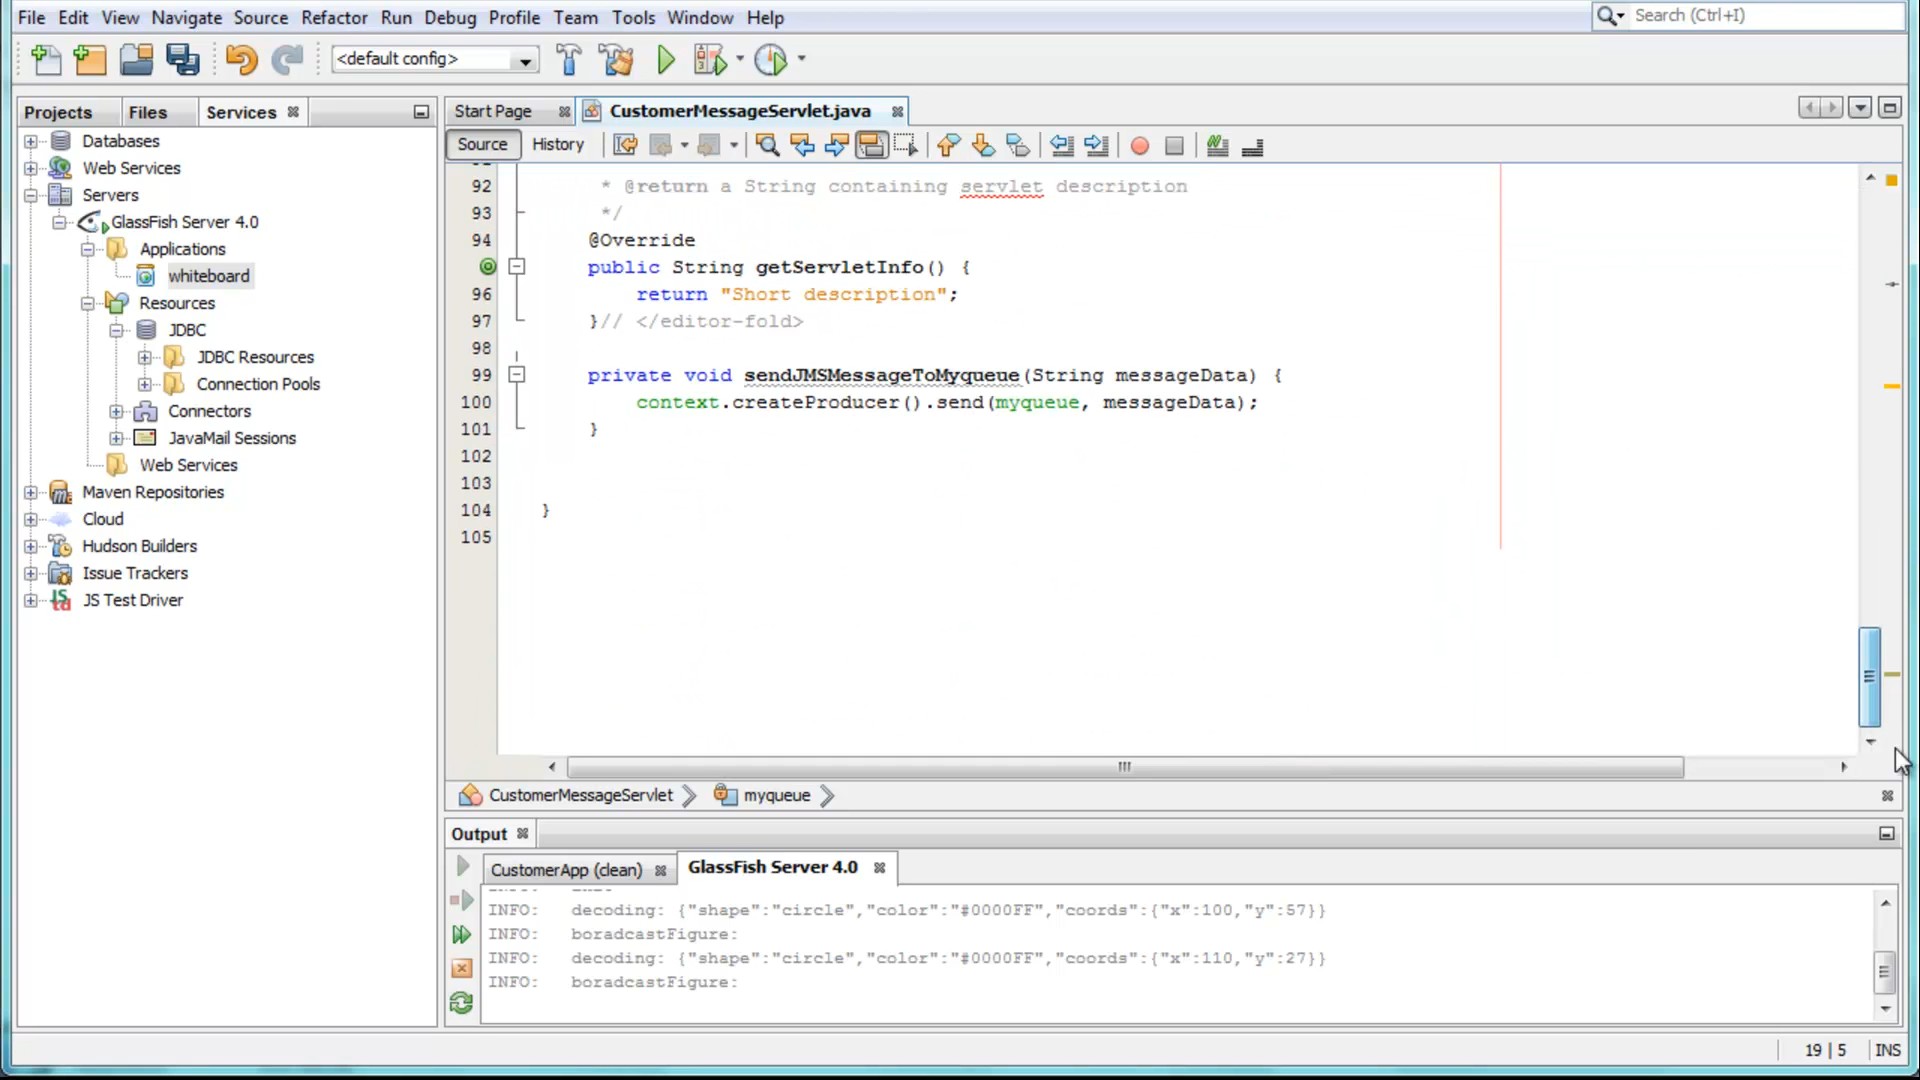 File Edit View Navigate Source Refactor Run Debug Profile Team Tools Window Help
Search (Ctrl+I)
<default config>
Projects Files Services
Databases
Web Services
Servers
GlassFish Server 4.0
Applications
whiteboard
Resources
JDBC
JDBC Resources
Connection Pools
Connectors
JavaMail Sessions
Web Services
Maven Repositories
Cloud
Hudson Builders
Issue Trackers
JS Test Driver
Start Page CustomerMessageServlet.java
Source History
92 * @return a String containing servlet description
93 */
94 @Override
public String getServletInfo() {
96 return "Short description";
97 }// </editor-fold>
98
99 private void sendJMSMessageToMyqueue(String messageData) {
100 context.createProducer().send(myqueue, messageData);
101 }
102
103
104 }
105
CustomerMessageServlet myqueue
Output
CustomerApp (clean) GlassFish Server 4.0
INFO: decoding: {"shape":"circle","color":"#0000FF","coords":{"x":100,"y":57}}
INFO: boradcastFigure:
INFO: decoding: {"shape":"circle","color":"#0000FF","coords":{"x":110,"y":27}}
INFO: boradcastFigure:
19 | 5 INS